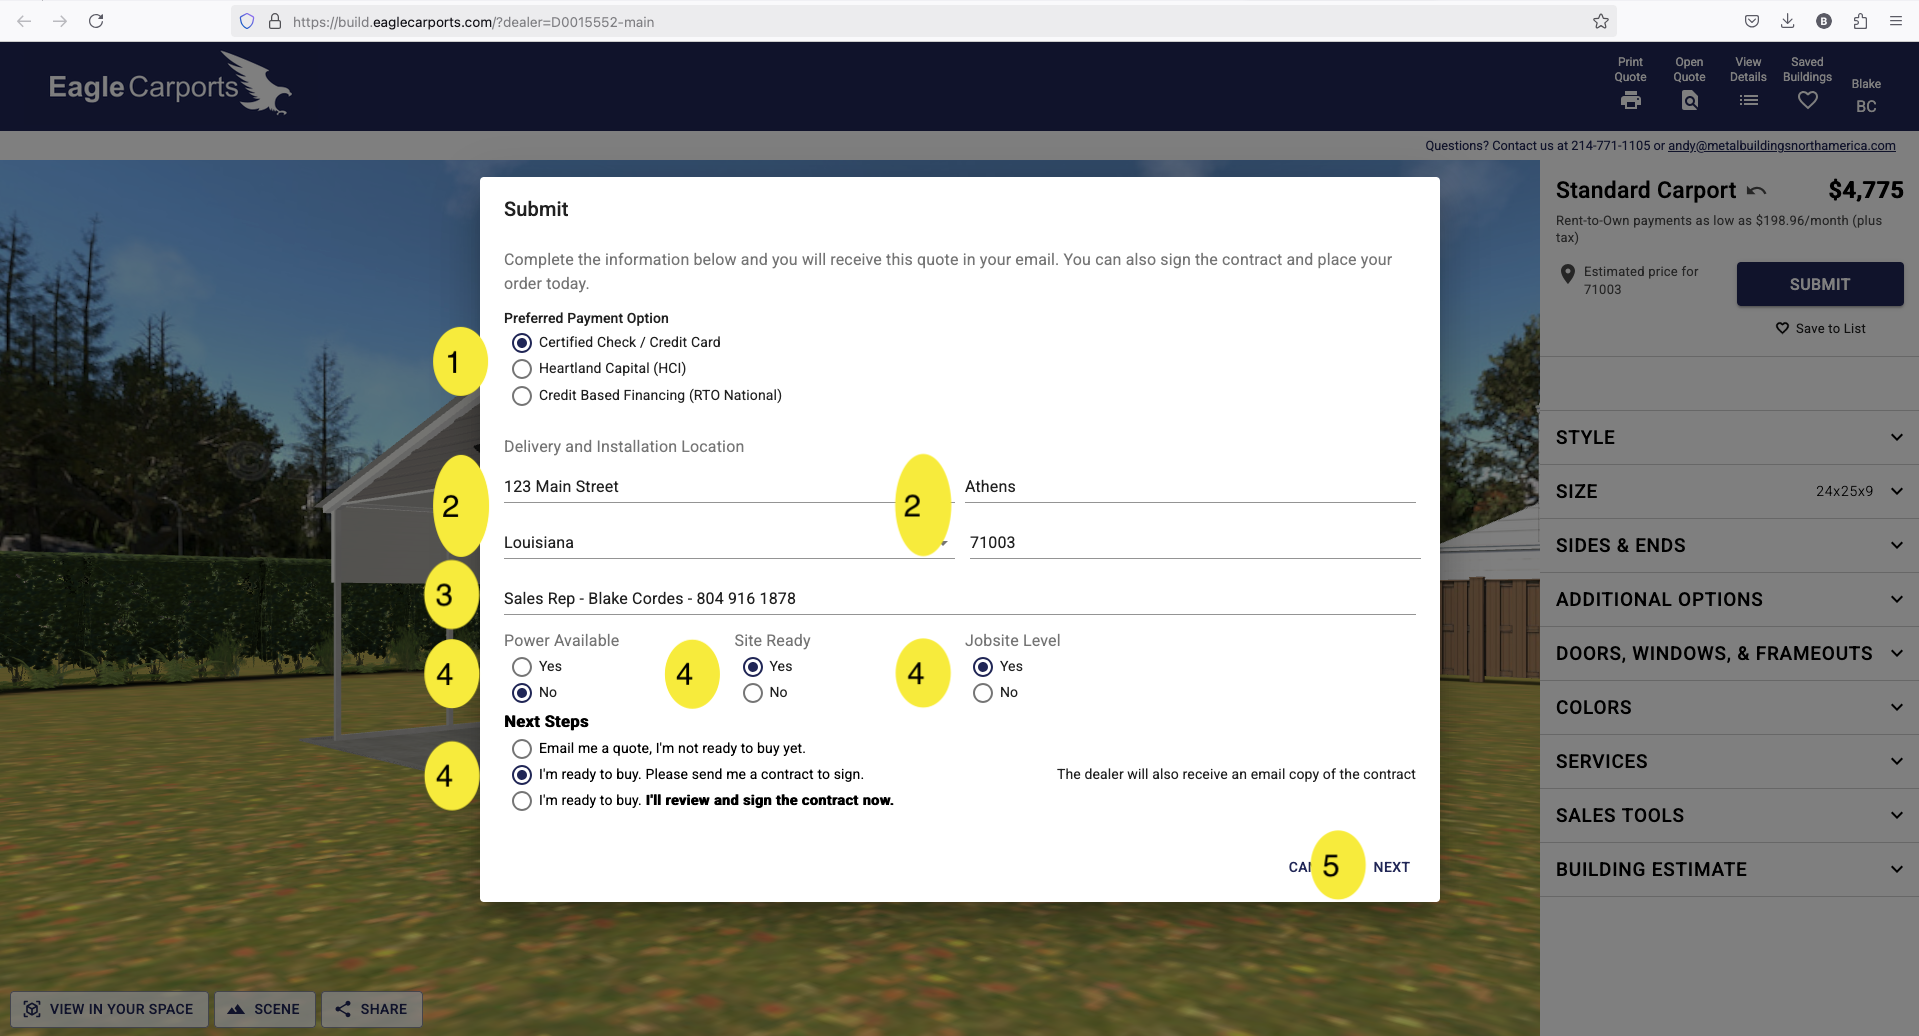 https://build.eaglecarports.com/?dealer=D0015552-main
B
Eagle Carports
Print Quote
Open Quote
View Details
Saved Buildings
Blake
BC
Questions? Contact us at 214-771-1105 or andy@metalbuildingsnorthamerica.com
Submit
Complete the information below and you will receive this quote in your email. You can also sign the contract and place your
order today.
Preferred Payment Option
1
Certified Check / Credit Card
Heartland Capital (HCI)
Credit Based Financing (RTO National)
Delivery and Installation Location
2
123 Main Street
2
Athens
Louisiana
71003
3
Sales Rep - Blake Cordes - 804 916 1878
Power Available
Site Ready
Jobsite Level
4
Yes
No
4
Yes
No
4
Yes
No
Next Steps
4
Email me a quote, I'm not ready to buy yet.
I'm ready to buy. Please send me a contract to sign.
The dealer will also receive an email copy of the contract
I'm ready to buy. I'll review and sign the contract now.
5
NEXT
Standard Carport
$4,775
Rent-to-Own payments as low as $198.96/month (plus
tax)
Estimated price for
71003
SUBMIT
Save to List
STYLE
SIZE 24x25x9
SIDES & ENDS
ADDITIONAL OPTIONS
DOORS, WINDOWS, & FRAMEOUTS
COLORS
SERVICES
SALES TOOLS
BUILDING ESTIMATE
VIEW IN YOUR SPACE
SCENE
SHARE